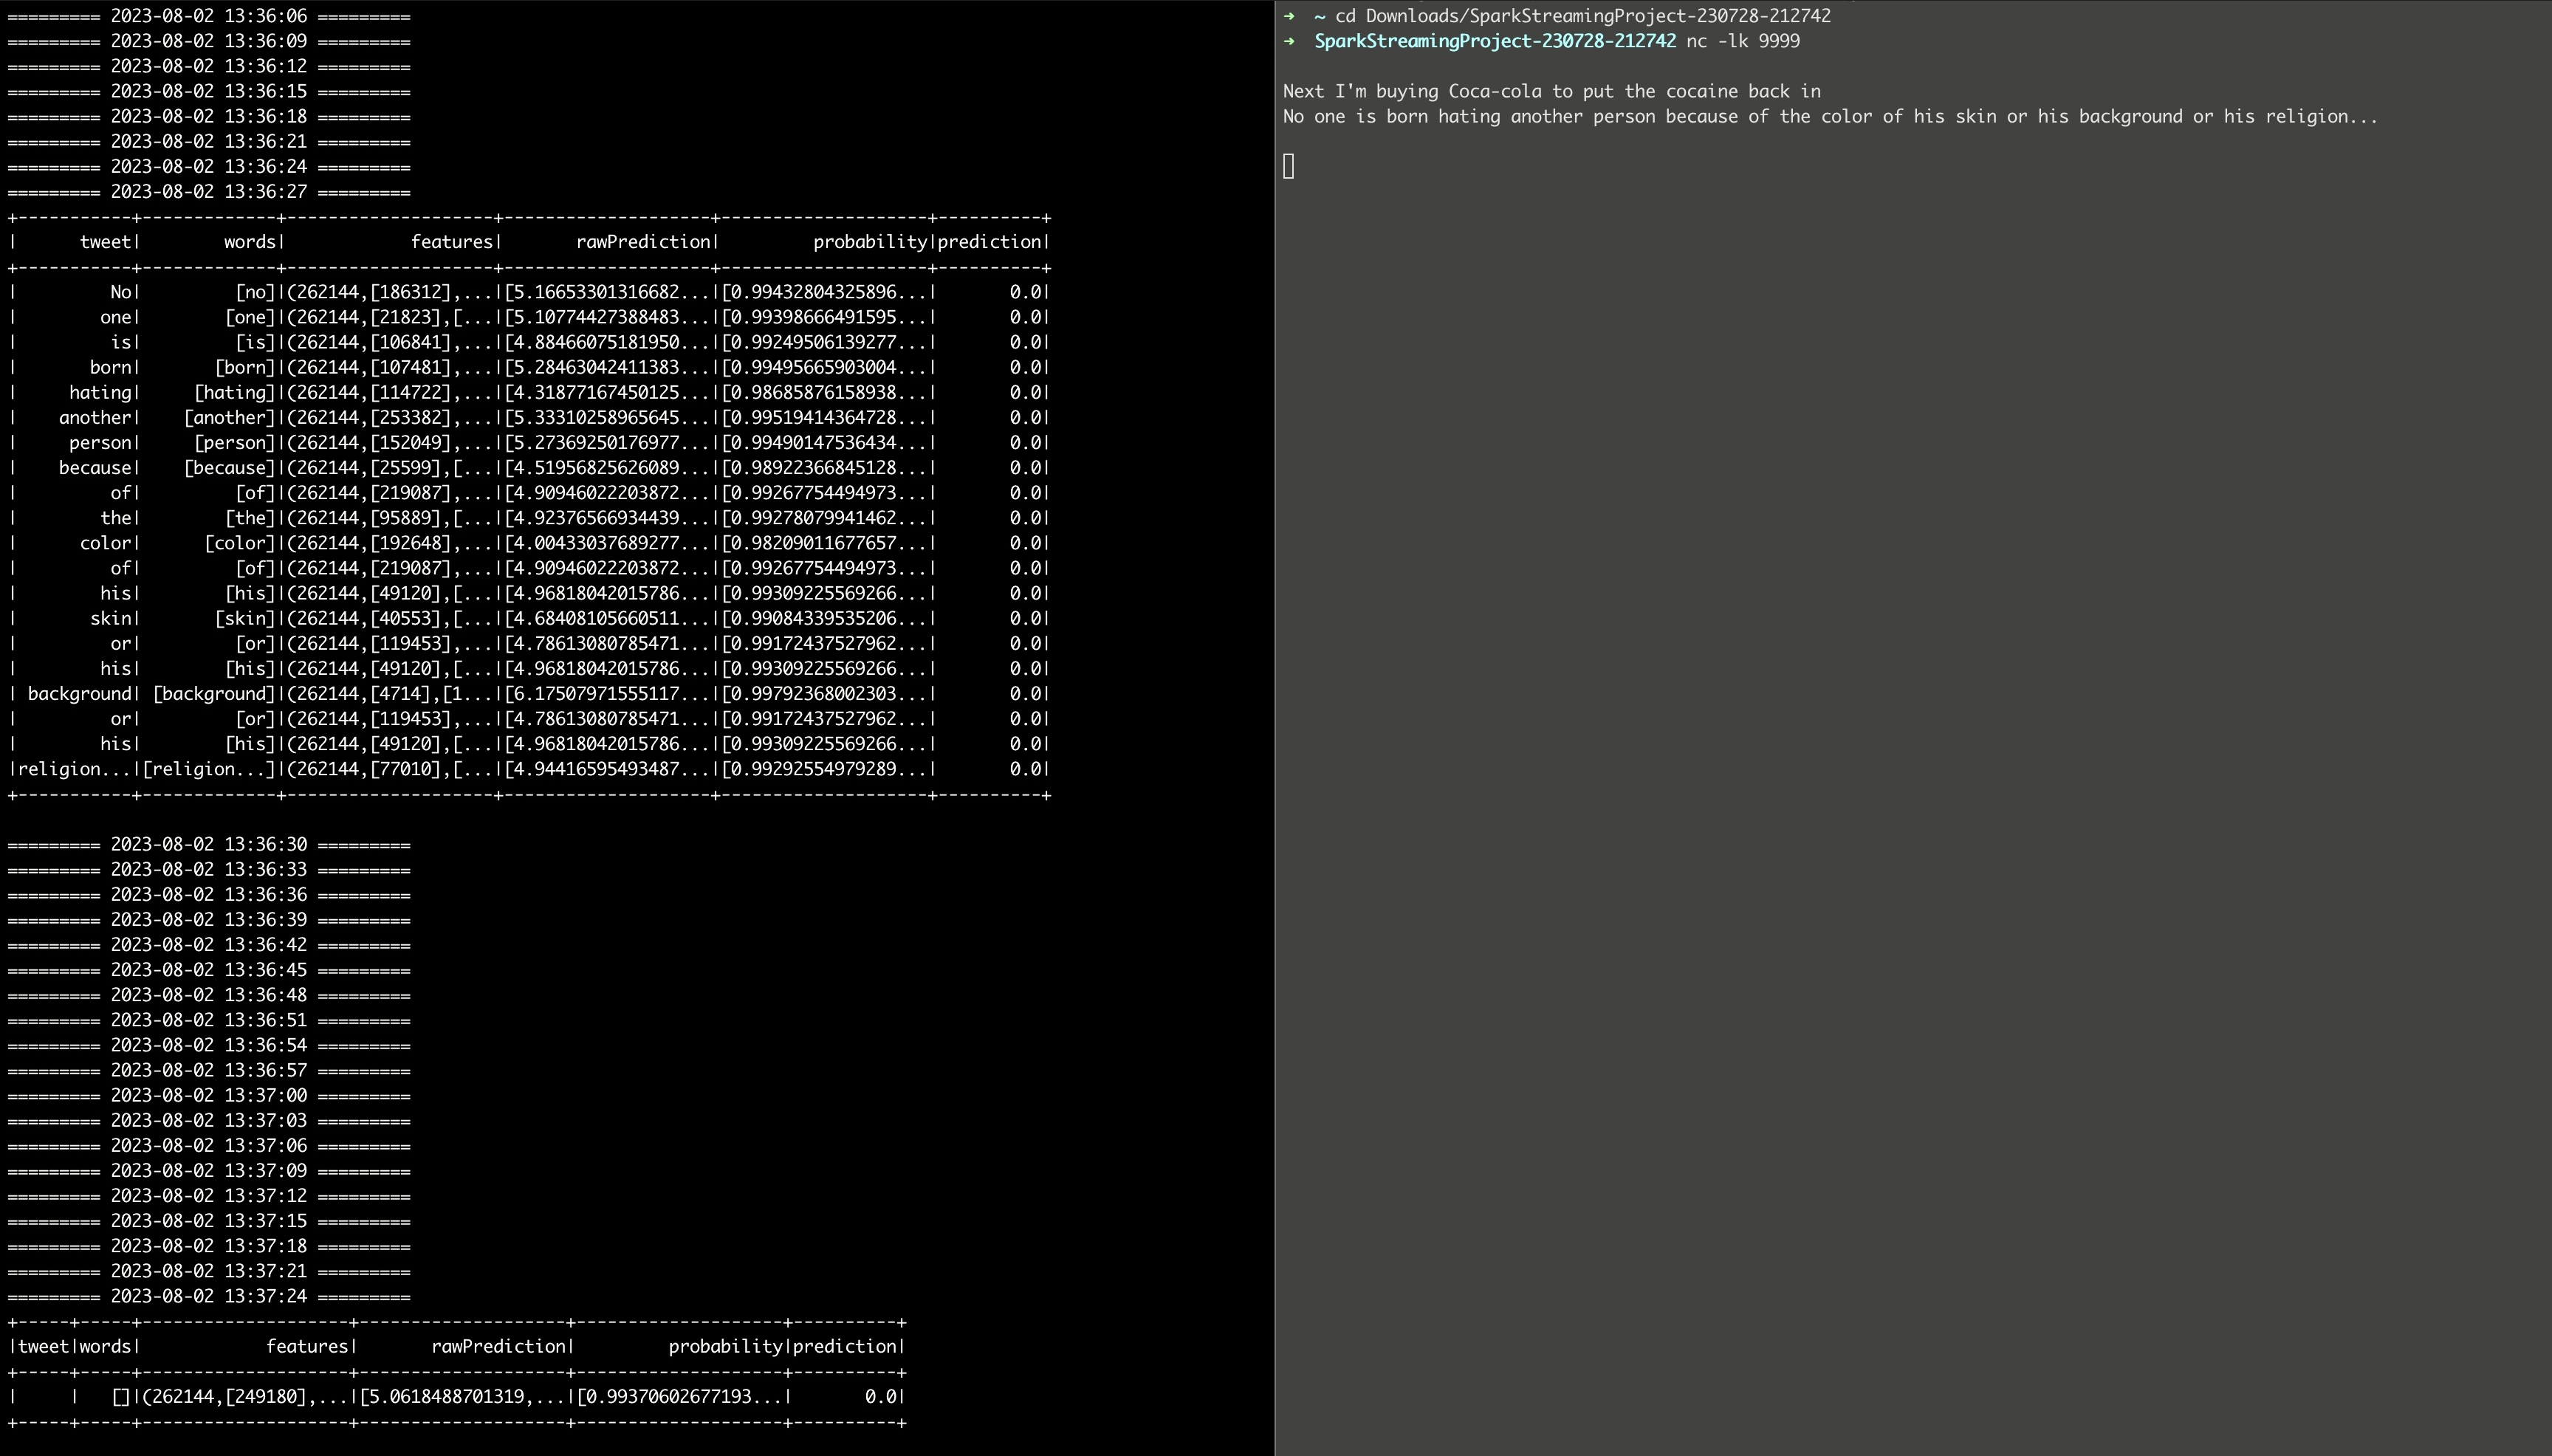 ========= 2023-08-02 13:36:06 =========
========= 2023-08-02 13:36:09 =========
========= 2023-08-02 13:36:12 =========
========= 2023-08-02 13:36:15 =========
========= 2023-08-02 13:36:18 =========
========= 2023-08-02 13:36:21 =========
========= 2023-08-02 13:36:24 =========
========= 2023-08-02 13:36:27 =========
+-----------+-------------+--------------------+--------------------+--------------------+----------+
|      tweet|        words|            features|       rawPrediction|         probability|prediction|
+-----------+-------------+--------------------+--------------------+--------------------+----------+
|         No|         [no]|(262144,[186312],...|[5.16653301316682...|[0.99432804325896...|       0.0|
|        one|        [one]|(262144,[21823],[...|[5.10774427388483...|[0.99398666491595...|       0.0|
|         is|         [is]|(262144,[106841],...|[4.88466075181950...|[0.99249506139277...|       0.0|
|       born|       [born]|(262144,[107481],...|[5.28463042411383...|[0.99495665903004...|       0.0|
|     hating|     [hating]|(262144,[114722],...|[4.31877167450125...|[0.98685876158938...|       0.0|
|    another|    [another]|(262144,[253382],...|[5.33310258965645...|[0.99519414364728...|       0.0|
|     person|     [person]|(262144,[152049],...|[5.27369250176977...|[0.99490147536434...|       0.0|
|    because|    [because]|(262144,[25599],[...|[4.51956825626089...|[0.98922366845128...|       0.0|
|         of|         [of]|(262144,[219087],...|[4.90946022203872...|[0.99267754494973...|       0.0|
|        the|        [the]|(262144,[95889],[...|[4.92376566934439...|[0.99278079941462...|       0.0|
|      color|      [color]|(262144,[192648],...|[4.00433037689277...|[0.98209011677657...|       0.0|
|         of|         [of]|(262144,[219087],...|[4.90946022203872...|[0.99267754494973...|       0.0|
|        his|        [his]|(262144,[49120],[...|[4.96818042015786...|[0.99309225569266...|       0.0|
|       skin|       [skin]|(262144,[40553],[...|[4.68408105660511...|[0.99084339535206...|       0.0|
|         or|         [or]|(262144,[119453],...|[4.78613080785471...|[0.99172437527962...|       0.0|
|        his|        [his]|(262144,[49120],[...|[4.96818042015786...|[0.99309225569266...|       0.0|
| background| [background]|(262144,[4714],[1...|[6.17507971555117...|[0.99792368002303...|       0.0|
|         or|         [or]|(262144,[119453],...|[4.78613080785471...|[0.99172437527962...|       0.0|
|        his|        [his]|(262144,[49120],[...|[4.96818042015786...|[0.99309225569266...|       0.0|
|religion...|[religion...]|(262144,[77010],[...|[4.94416595493487...|[0.99292554979289...|       0.0|
+-----------+-------------+--------------------+--------------------+--------------------+----------+
========= 2023-08-02 13:36:30 =========
========= 2023-08-02 13:36:33 =========
========= 2023-08-02 13:36:36 =========
========= 2023-08-02 13:36:39 =========
========= 2023-08-02 13:36:42 =========
========= 2023-08-02 13:36:45 =========
========= 2023-08-02 13:36:48 =========
========= 2023-08-02 13:36:51 =========
========= 2023-08-02 13:36:54 =========
========= 2023-08-02 13:36:57 =========
========= 2023-08-02 13:37:00 =========
========= 2023-08-02 13:37:03 =========
========= 2023-08-02 13:37:06 =========
========= 2023-08-02 13:37:09 =========
========= 2023-08-02 13:37:12 =========
========= 2023-08-02 13:37:15 =========
========= 2023-08-02 13:37:18 =========
========= 2023-08-02 13:37:21 =========
========= 2023-08-02 13:37:24 =========
+-----+-----+--------------------+--------------------+--------------------+----------+
|tweet|words|            features|       rawPrediction|         probability|prediction|
+-----+-----+--------------------+--------------------+--------------------+----------+
|     |   []|(262144,[249180],...|[5.0618488701319,...|[0.99370602677193...|       0.0|
+-----+-----+--------------------+--------------------+--------------------+----------+
→ ~ cd Downloads/SparkStreamingProject-230728-212742
→ SparkStreamingProject-230728-212742 nc -lk 9999
Next I'm buying Coca-cola to put the cocaine back in
No one is born hating another person because of the color of his skin or his background or his religion...